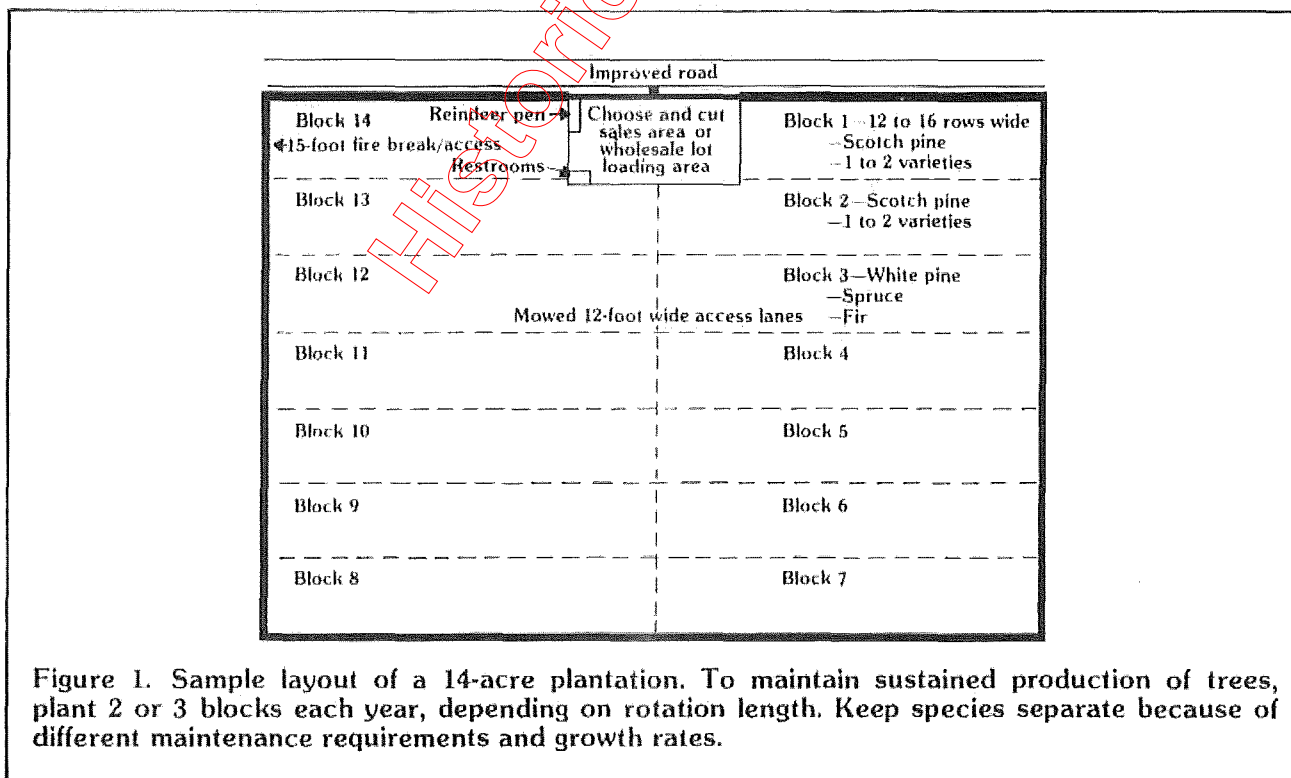 Improved road
Block 14
Reindeer pen
Choose and cut
sales area or
wholesale lot
loading area
15-foot fire break/access
Restrooms
Block 1—12 to 16 rows wide
—Scotch pine
—1 to 2 varieties
Block 13
Block 2—Scotch pine
—1 to 2 varieties
Block 12
Block 3—White pine
—Spruce
—Fir
Mowed 12-foot wide access lanes
Block 11
Block 4
Block 10
Block 5
Block 9
Block 6
Block 8
Block 7
Historic
Figure 1. Sample layout of a 14-acre plantation. To maintain sustained production of trees,
plant 2 or 3 blocks each year, depending on rotation length. Keep species separate because of
different maintenance requirements and growth rates.